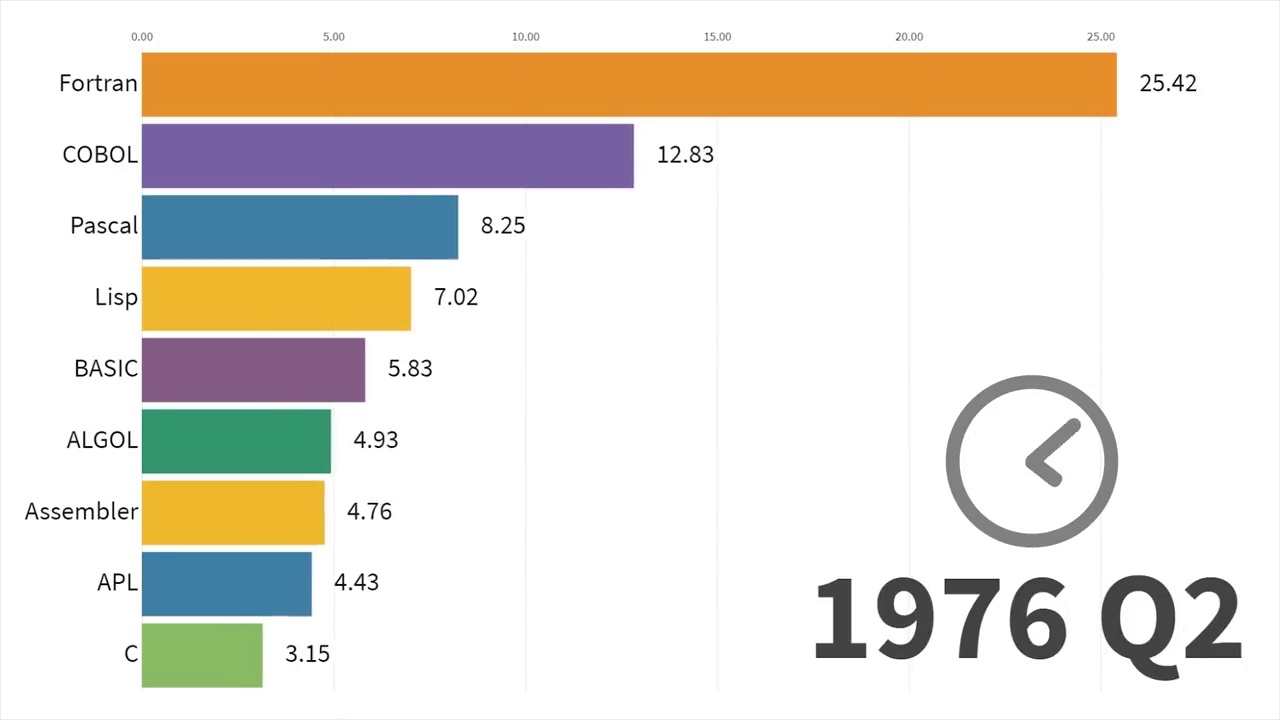 0.00 5.00 10.00 15.00 20.00 25.00
Fortran 25.42
COBOL 12.83
Pascal 8.25
Lisp 7.02
BASIC 5.83
ALGOL 4.93
Assembler 4.76
APL 4.43
C 3.15
1976 Q2